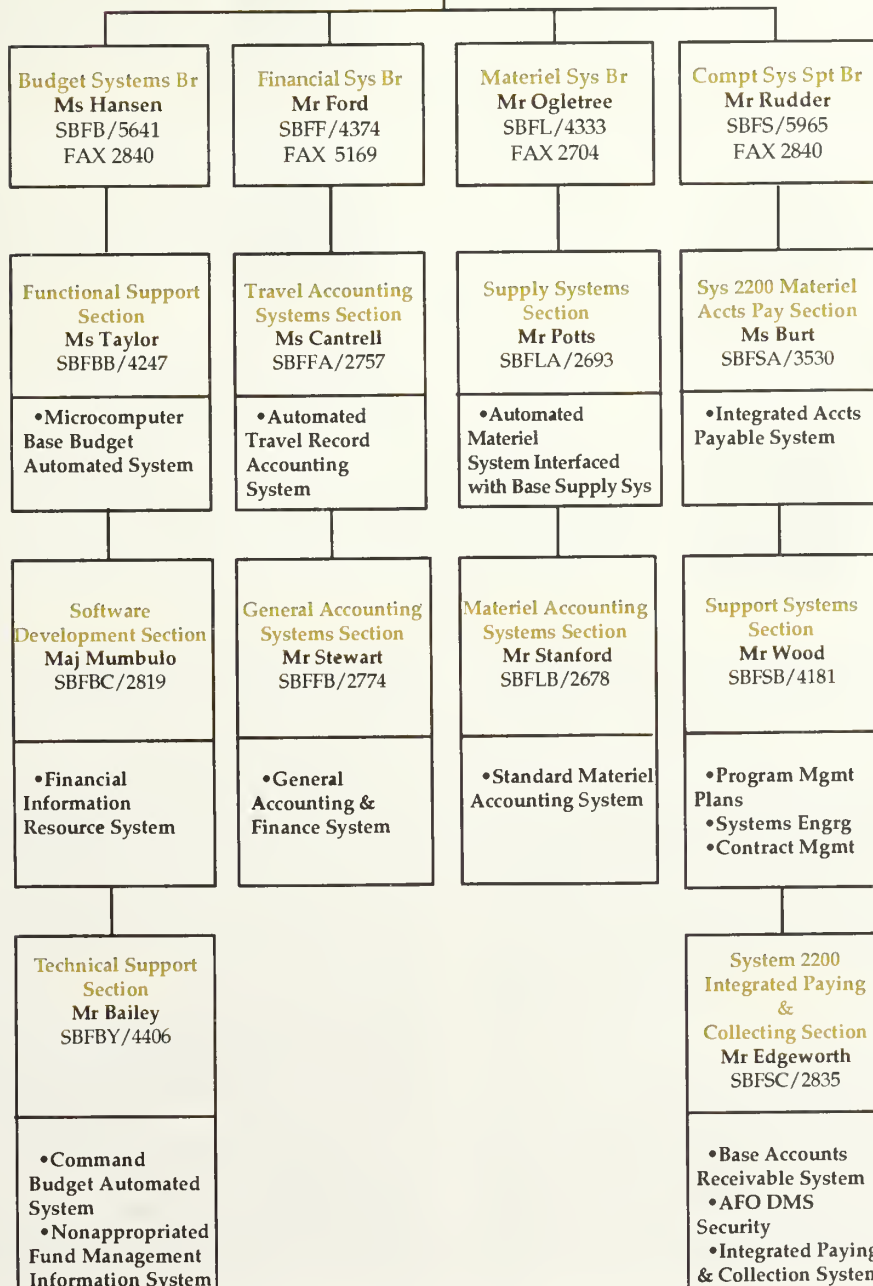 Budget Systems Br
Ms Hansen
SBFB/5641
FAX 2840
Financial Sys Br
Mr Ford
SBFF/4374
FAX 5169
Materiel Sys Br
Mr Ogletree
SBFL/4333
FAX 2704
Compt Sys Spt Br
Mr Rudder
SBFS/5965
FAX 2840
Functional Support
Section
Ms Taylor
SBFBB/4247
•Microcomputer
Base Budget
Automated System
Travel Accounting
Systems Section
Ms Cantrell
SBFFA/2757
•Automated
Travel Record
Accounting
System
Supply Systems
Section
Mr Potts
SBFLA/2693
•Automated
Materiel
System Interfaced
with Base Supply Sys
Sys 2200 Materiel
Accts Pay Section
Ms Burt
SBFSA/3530
•Integrated Accts
Payable System
Software
Development Section
Maj Mumbulo
SBFBC/2819
•Financial
Information
Resource System
General Accounting
Systems Section
Mr Stewart
SBFFB/2774
•General
Accounting &
Finance System
Materiel Accounting
Systems Section
Mr Stanford
SBFLB/2678
•Standard Materiel
Accounting System
Support Systems
Section
Mr Wood
SBFSB/4181
•Program Mgmt
Plans
•Systems Engrg
•Contract Mgmt
Technical Support
Section
Mr Bailey
SBFBY/4406
•Command
Budget Automated
System
•Nonappropriated
Fund Management
Information System
System 2200
Integrated Paying
&
Collecting Section
Mr Edgeworth
SBFSC/2835
•Base Accounts
Receivable System
•AFO DMS
Security
•Integrated Paying
& Collection System